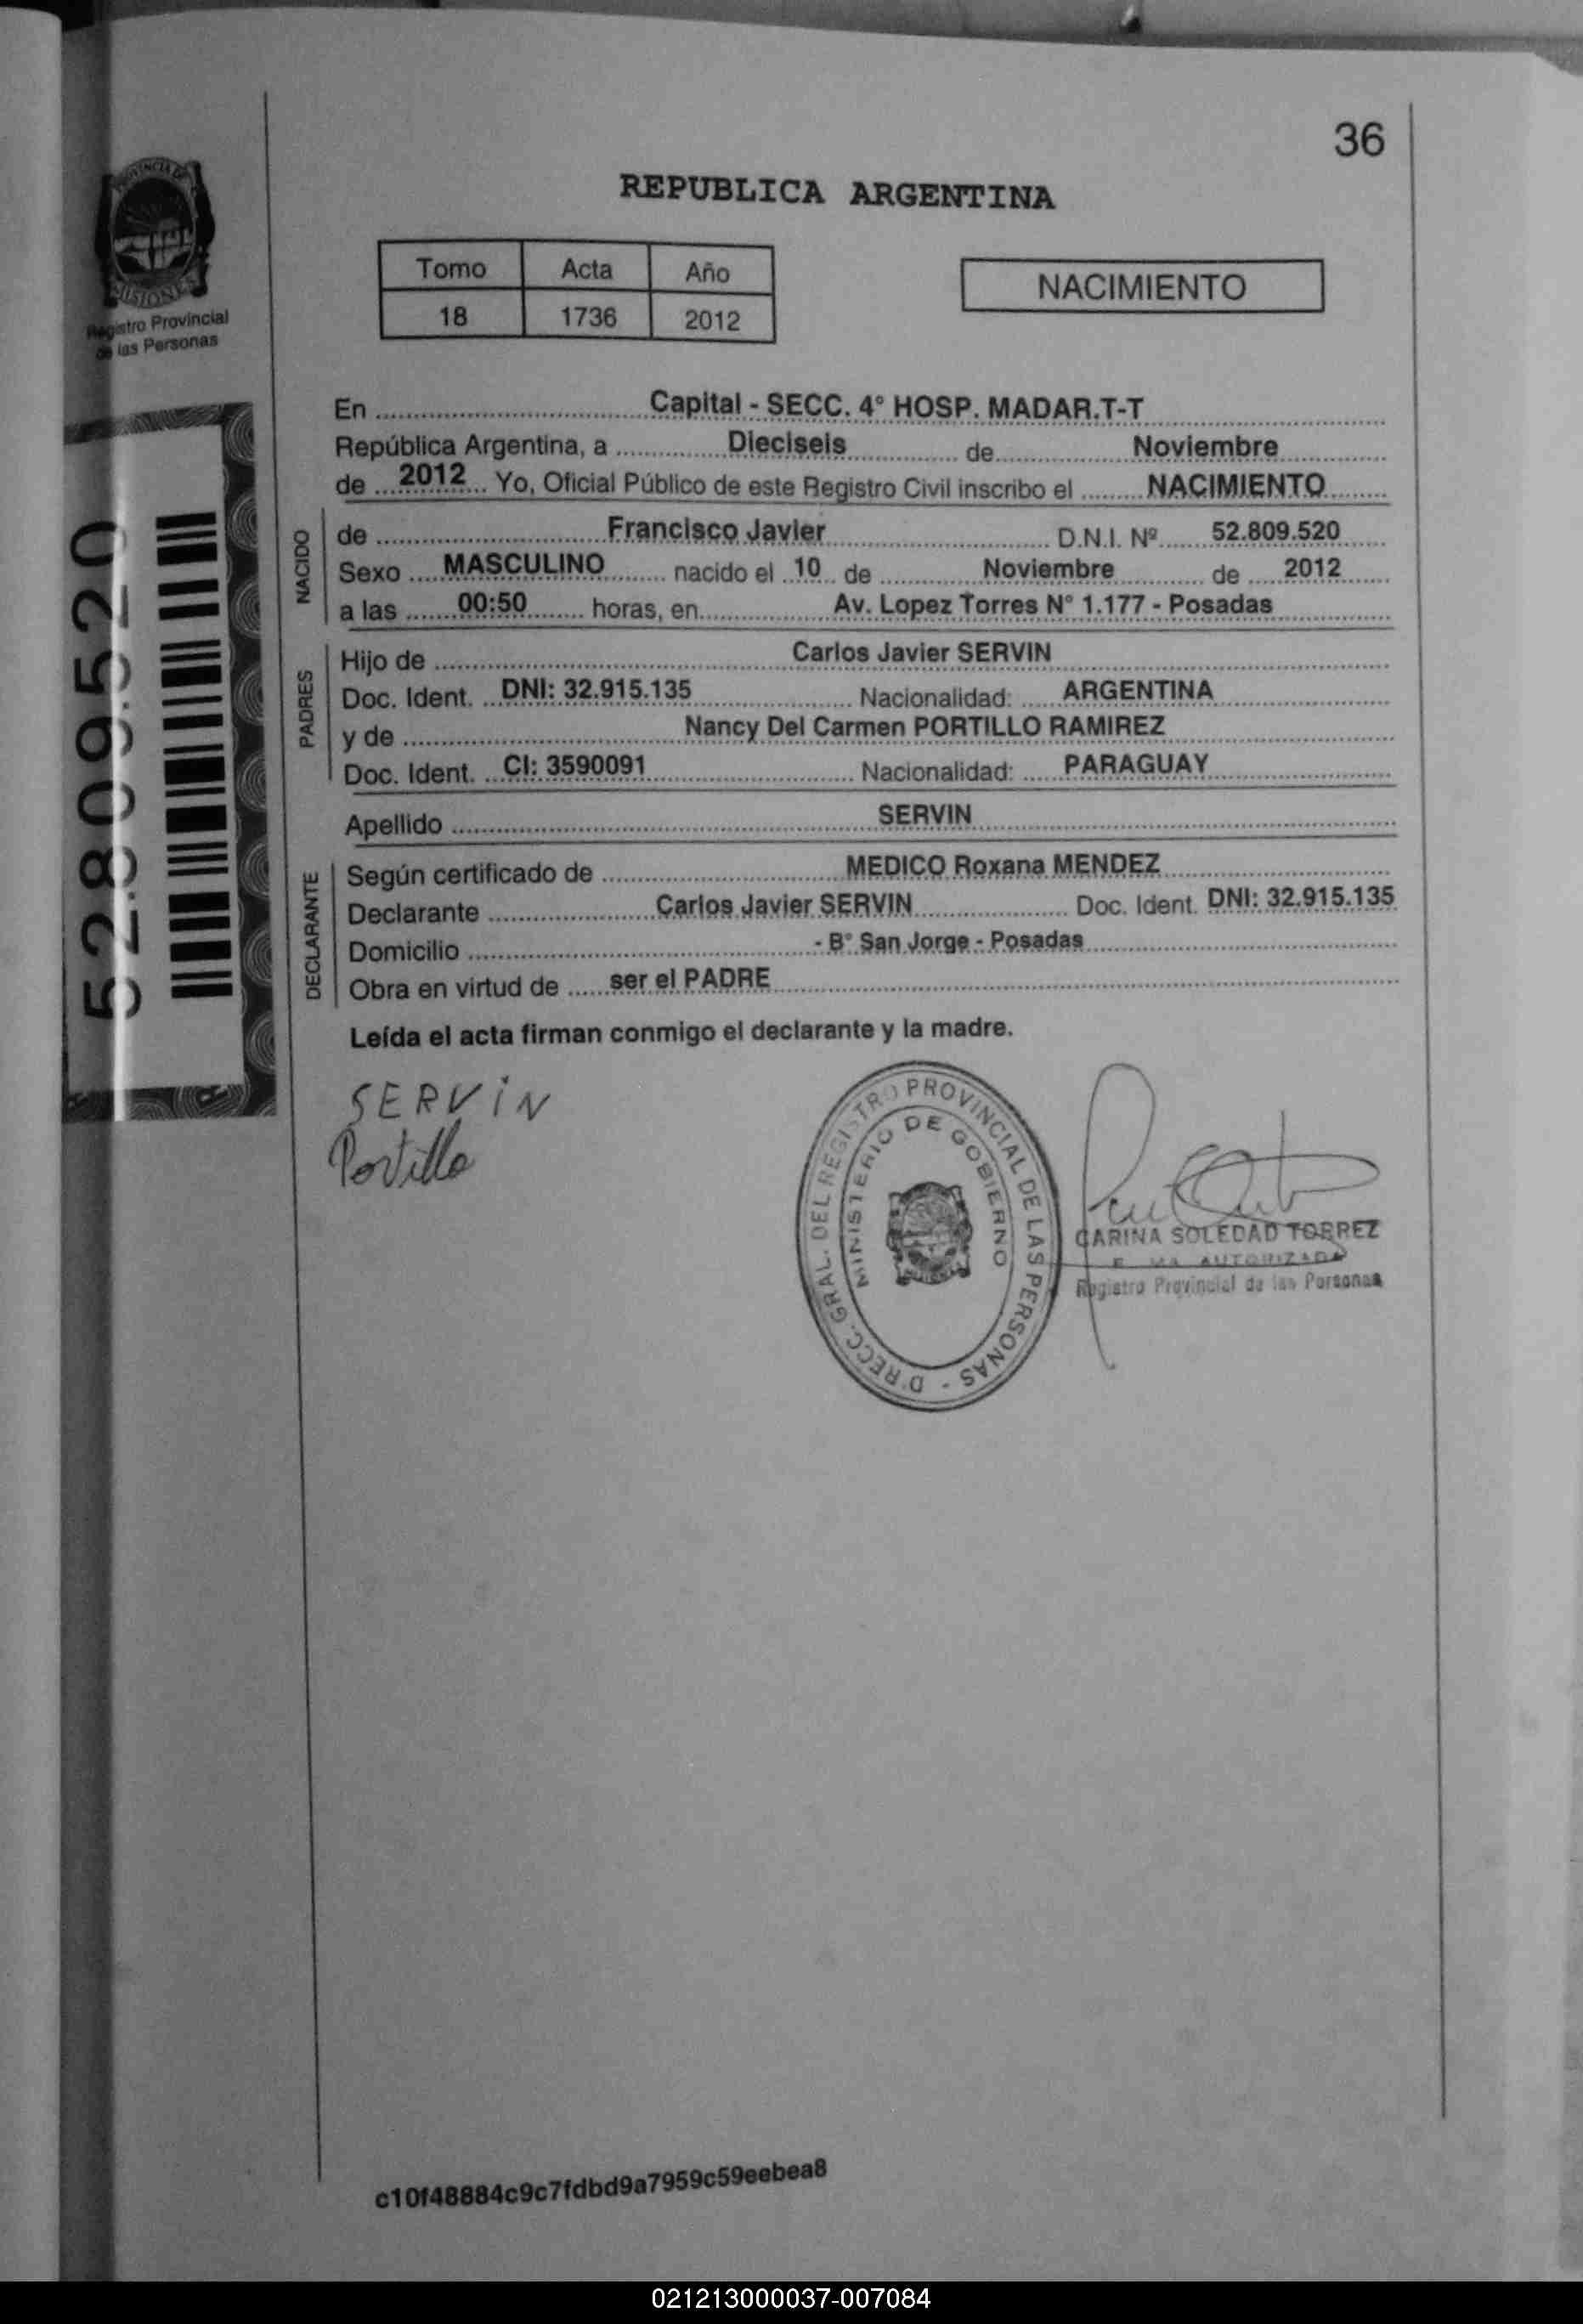 36
REPUBLICA ARGENTINA
PROVINCIA DE
MISIONES
Registro Provincial
de las Personas
Tomo Acta Año
18 1736 2012
NACIMIENTO
52.809.520
En Capital - SECC. 4° HOSP. MADAR.T-T
República Argentina, a Dieciseis de Noviembre
de 2012 Yo, Oficial Público de este Registro Civil inscribo el NACIMIENTO
NACIDO
de Francisco Javier D.N.I. Nº 52.809.520
Sexo MASCULINO nacido el 10 de Noviembre de 2012
a las 00:50 horas, en Av. Lopez Torres N° 1.177 - Posadas
PADRES
Hijo de Carlos Javier SERVIN
Doc. Ident. DNI: 32.915.135 Nacionalidad: ARGENTINA
y de Nancy Del Carmen PORTILLO RAMIREZ
Doc. Ident. CI: 3590091 Nacionalidad: PARAGUAY
Apellido SERVIN
DECLARANTE
Según certificado de MEDICO Roxana MENDEZ
Declarante Carlos Javier SERVIN Doc. Ident. DNI: 32.915.135
Domicilio - B° San Jorge - Posadas
Obra en virtud de ser el PADRE
Leída el acta firman conmigo el declarante y la madre.
SERVIN
Portillo
DIRECC. GRAL. DEL REGISTRO PROVINCIAL DE LAS PERSONAS -
MINISTERIO DE GOBIERNO
CARINA SOLEDAD TORREZ
AUTORIZADA
Registro Provincial de las Personas
c10f48884c9c7fdbd9a7959c59eebea8
021213000037-007084